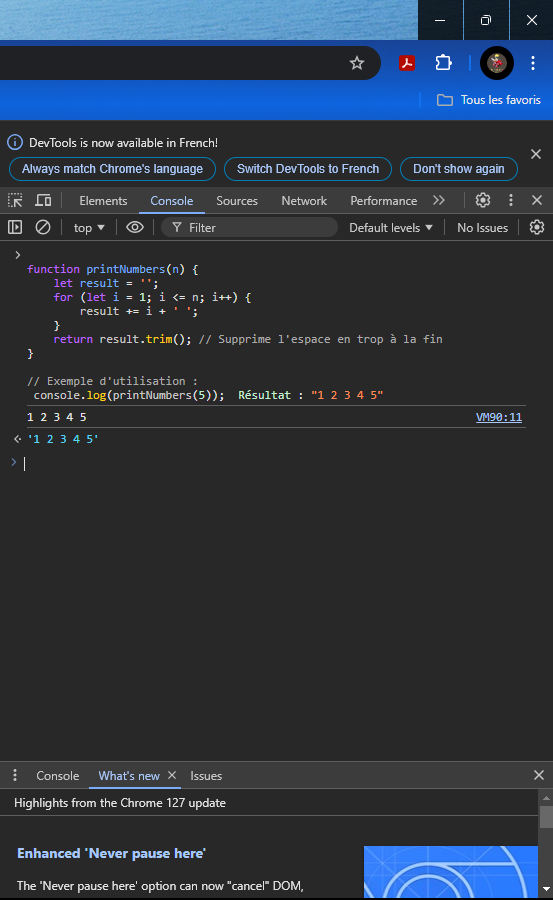 Tous les favoris
DevTools is now available in French!
Always match Chrome's language
Switch DevTools to French
Don't show again
Elements
Console
Sources
Network
Performance
top
Filter
Default levels
No Issues
function printNumbers(n) {
let result = '';
for (let i = 1; i <= n; i++) {
result += i + ' ';
}
return result.trim(); // Supprime l'espace en trop à la fin
}
// Exemple d'utilisation :
console.log(printNumbers(5)); Résultat : "1 2 3 4 5"
1 2 3 4 5 VM90:11
'1 2 3 4 5'
Console
What's new
Issues
Highlights from the Chrome 127 update
Enhanced 'Never pause here'
The 'Never pause here' option can now "cancel" DOM,